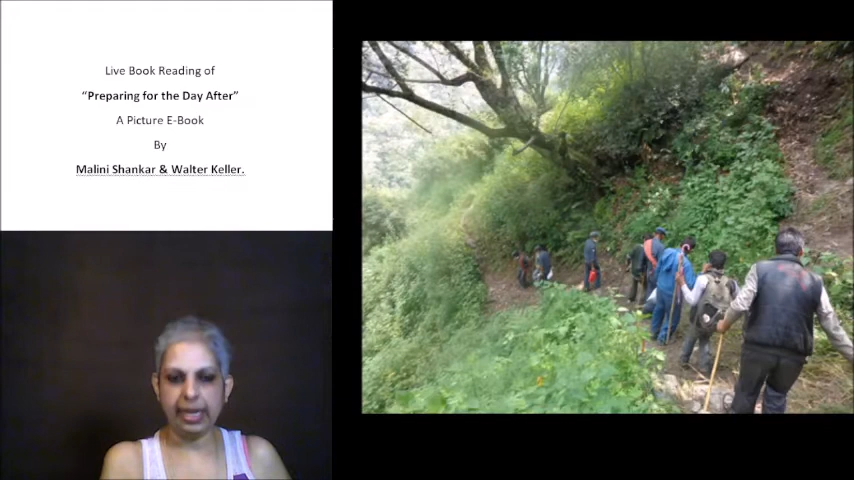 Live Book Reading of
“Preparing for the Day After”
A Picture E-Book
By
Malini Shankar & Walter Keller.